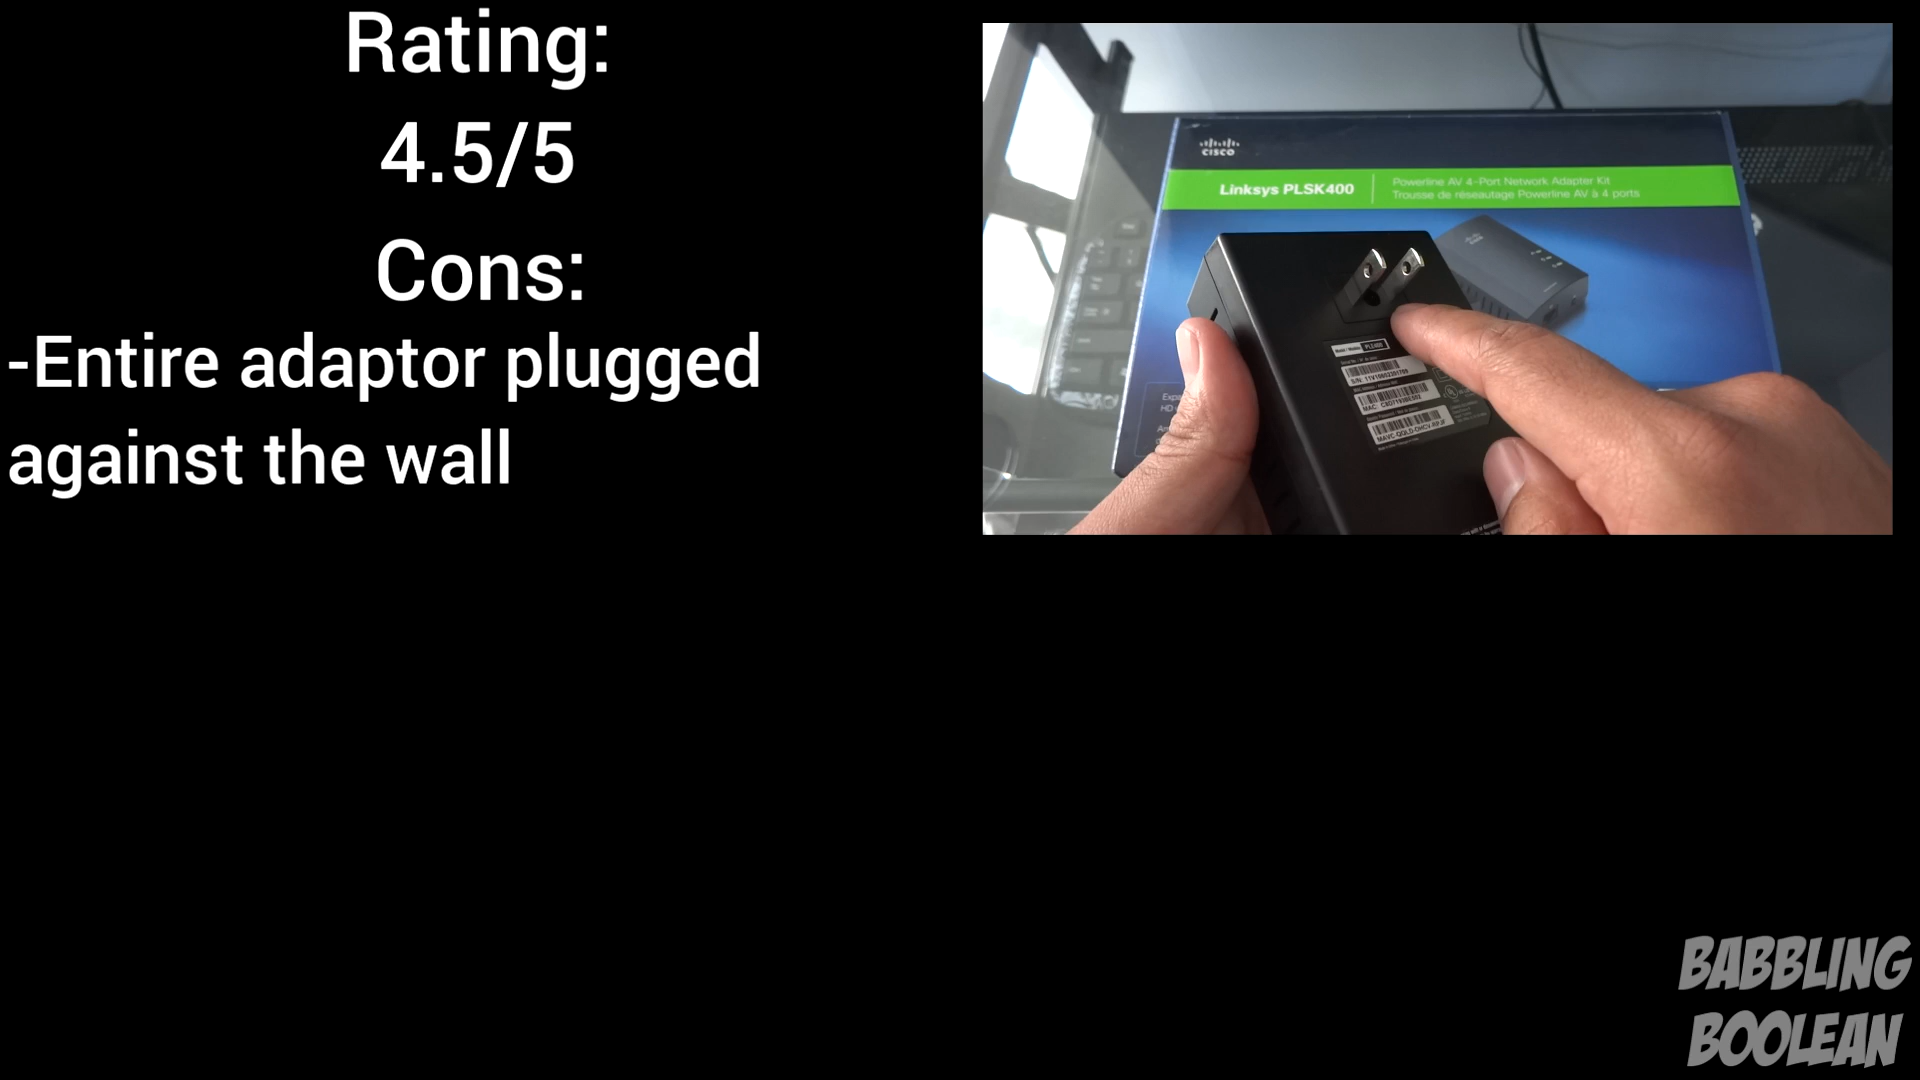 Rating:
4.5/5
Cons:
-Entire adaptor plugged
against the wall
CISCO
Linksys PLSK400
Powerline AV 4-Port Network Adapter Kit
Trousse de réseautage Powerline AV à 4 ports
BABBLING
BOOLEAN